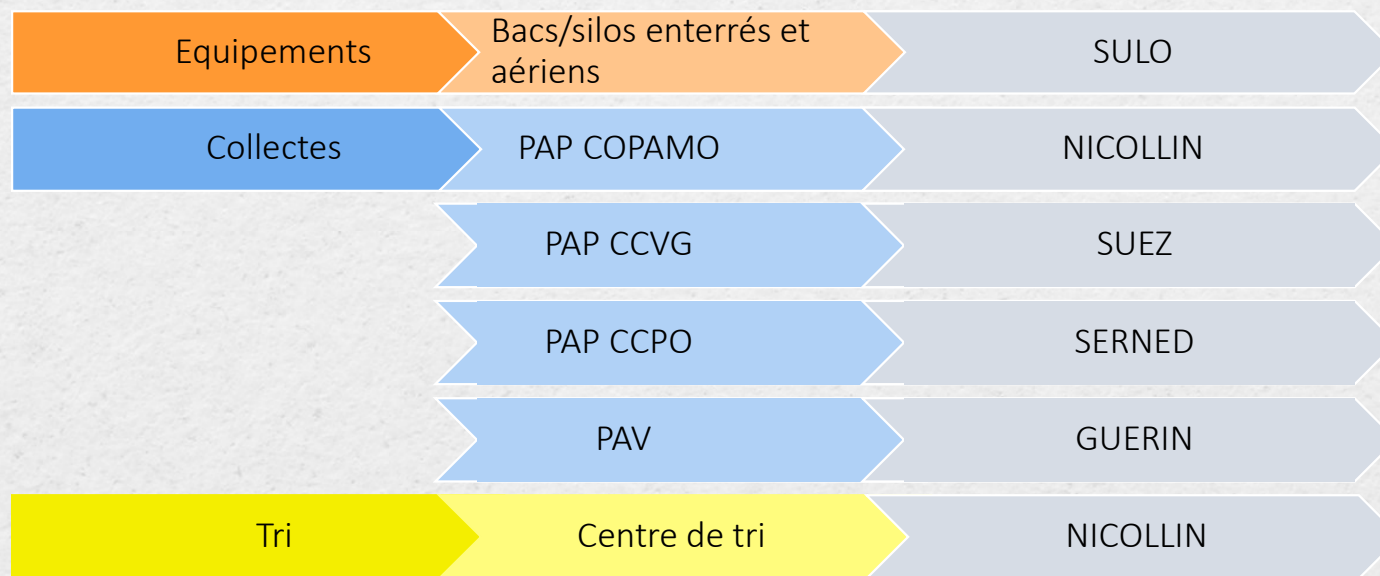 Equipements
Bacs/silos enterrés et
aériens
SULO
Collectes
PAP COPAMO
NICOLLIN
PAP CCVG
SUEZ
PAP CCPO
SERNED
PAV
GUERIN
Tri
Centre de tri
NICOLLIN